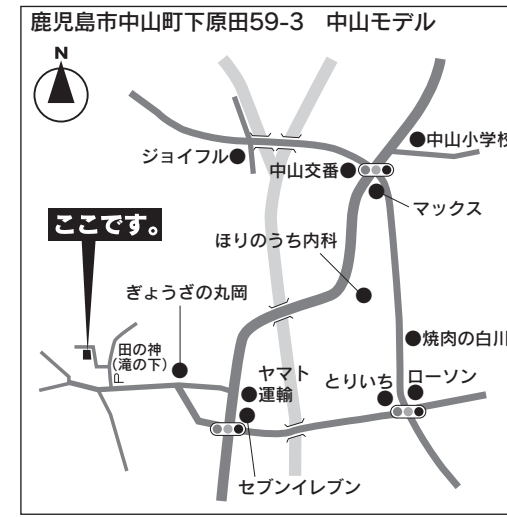 鹿児島市中山町下原田59-3　中山モデル
N
中山小学校
ジョイフル
中山交番
マックス
ここです。
ほりのうち内科
ぎょうざの丸岡
田の神
(滝の下)
〒
焼肉の白川
ヤマト
運輸
とりいち
ローソン
セブンイレブン